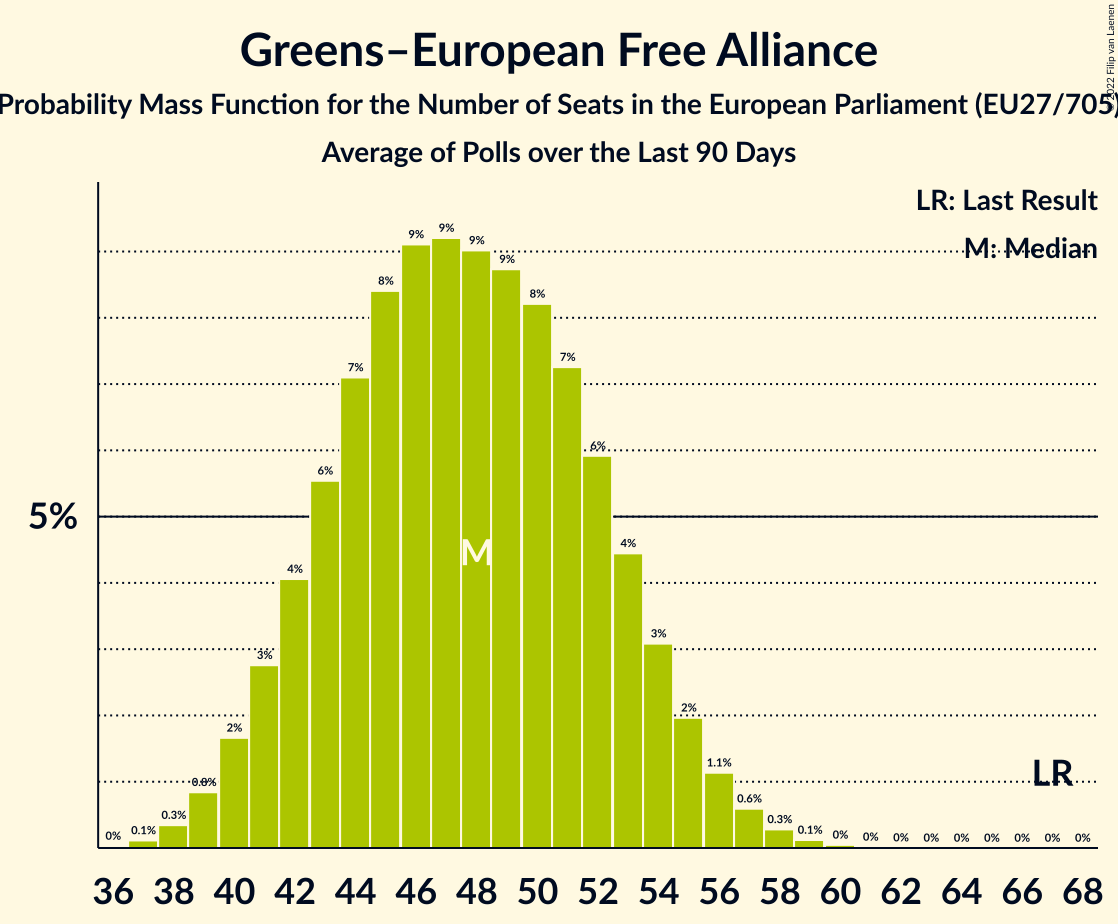 Greens–European Free Alliance
Probability Mass Function for the Number of Seats in the European Parliament (EU27/705)
Average of Polls over the Last 90 Days
© 2022 Filip van Laenen
LR: Last Result
M: Median
5%
0% 0.1% 0.3% 0.8% 2% 3% 4% 6% 7% 8% 9% 9% 9% 9% 8% 7% 6% 4% 3% 2% 1.1% 0.6% 0.3% 0.1% 0% 0% 0% 0% 0% 0% 0% 0% 0%
M
LR
36 38 40 42 44 46 48 50 52 54 56 58 60 62 64 66 68